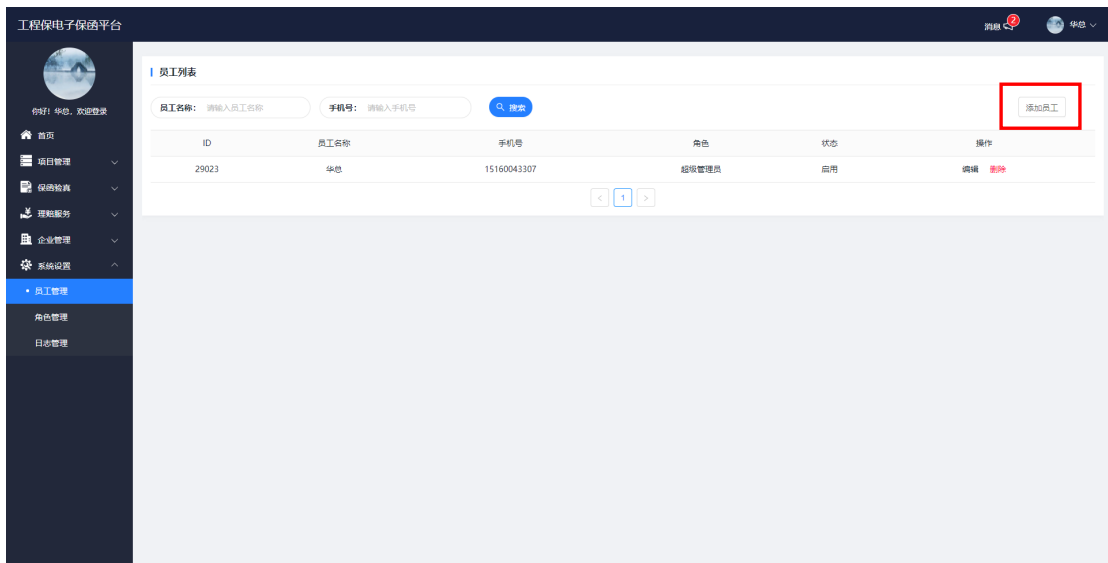 工程保电子保函平台
消息 2
华总
你好！华总，欢迎登录
首页
项目管理
保函验真
理赔服务
企业管理
系统设置
员工管理
角色管理
日志管理
员工列表
员工名称： 请输入员工名称 手机号： 请输入手机号 搜索 添加员工
ID 员工名称 手机号 角色 状态 操作
29023 华总 15160043307 超级管理员 启用 编辑 删除
< 1 >